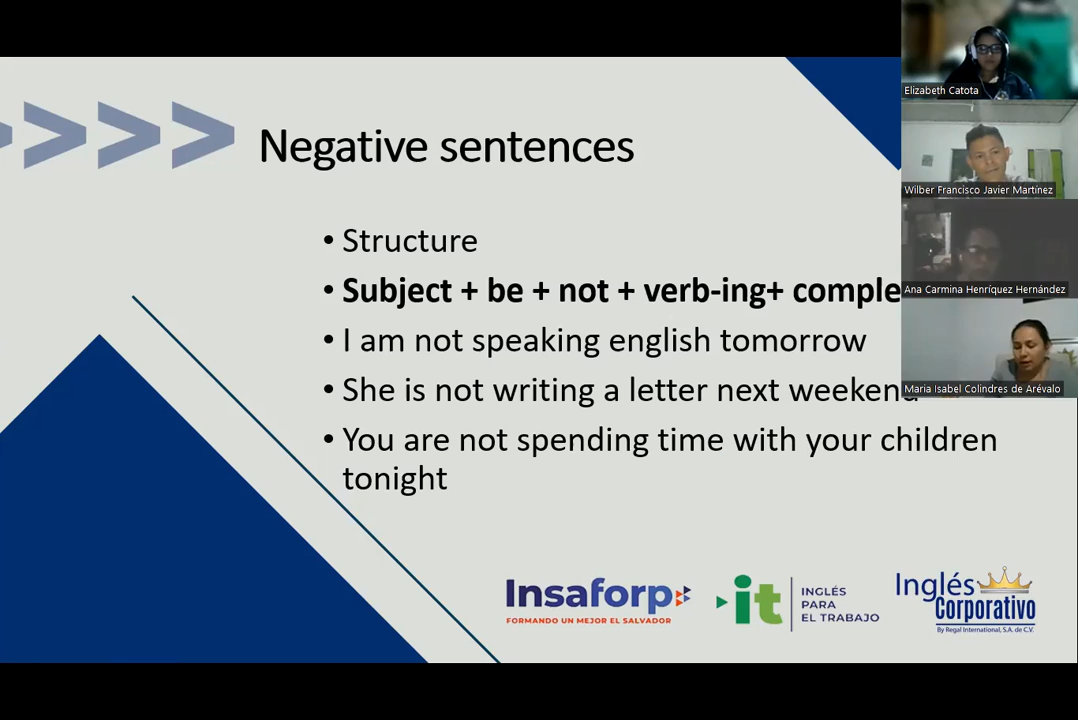 Negative sentences
• Structure
• Subject + be + not + verb-ing+ comple
• I am not speaking english tomorrow
• She is not writing a letter next weekend
• You are not spending time with your children
tonight
Insaforp
FORMANDO UN MEJOR EL SALVADOR
it
INGLÉS
PARA
EL TRABAJO
Inglés
Corporativo
By Regal International, S.A. de C.V.
Elizabeth Catota
Wilber Francisco Javier Martínez
Ana Carmina Henríquez Hernández
Maria Isabel Colindres de Arévalo